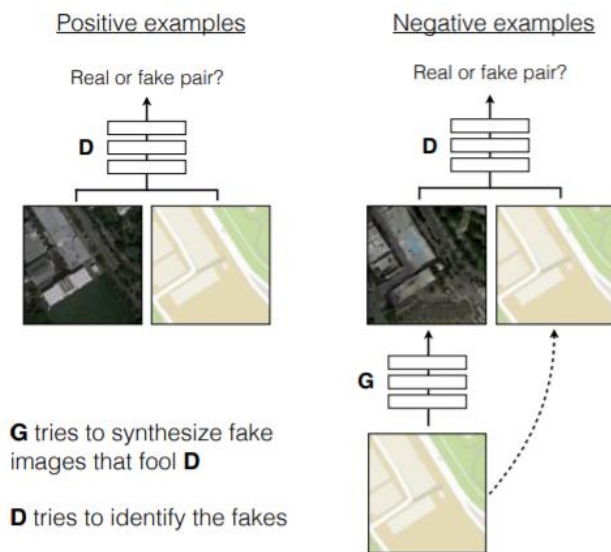 Positive examples
Real or fake pair?
D
Negative examples
Real or fake pair?
D
G
G tries to synthesize fake
images that fool D
D tries to identify the fakes